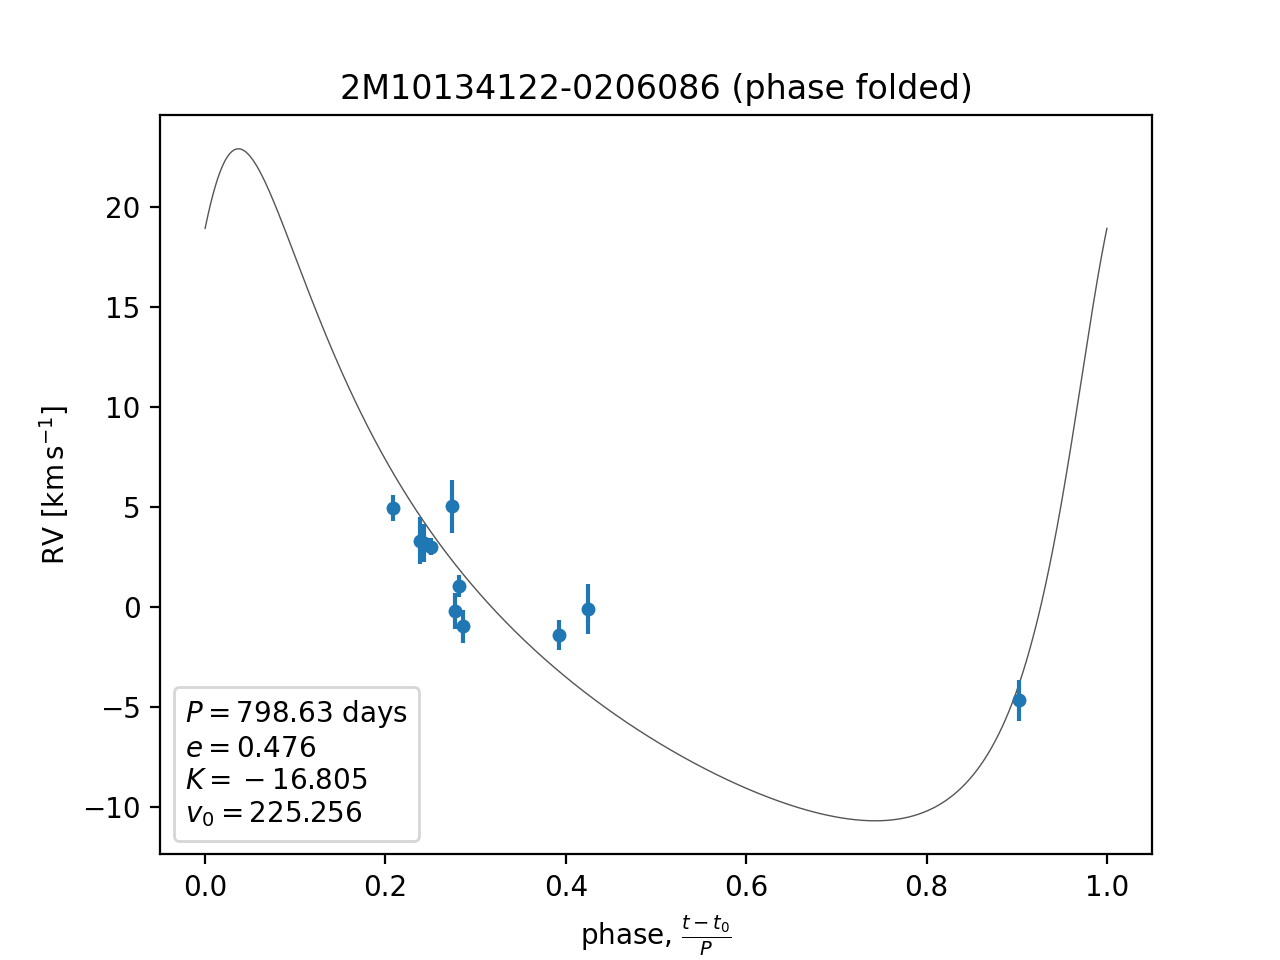 2M10134122-0206086 (phase folded)
RV [km s⁻¹]
20
15
10
5
0
−5
−10
P = 798.63 days
e = 0.476
K = −16.805
v₀ = 225.256
0.0 0.2 0.4 0.6 0.8 1.0
phase, (t − t₀)/P